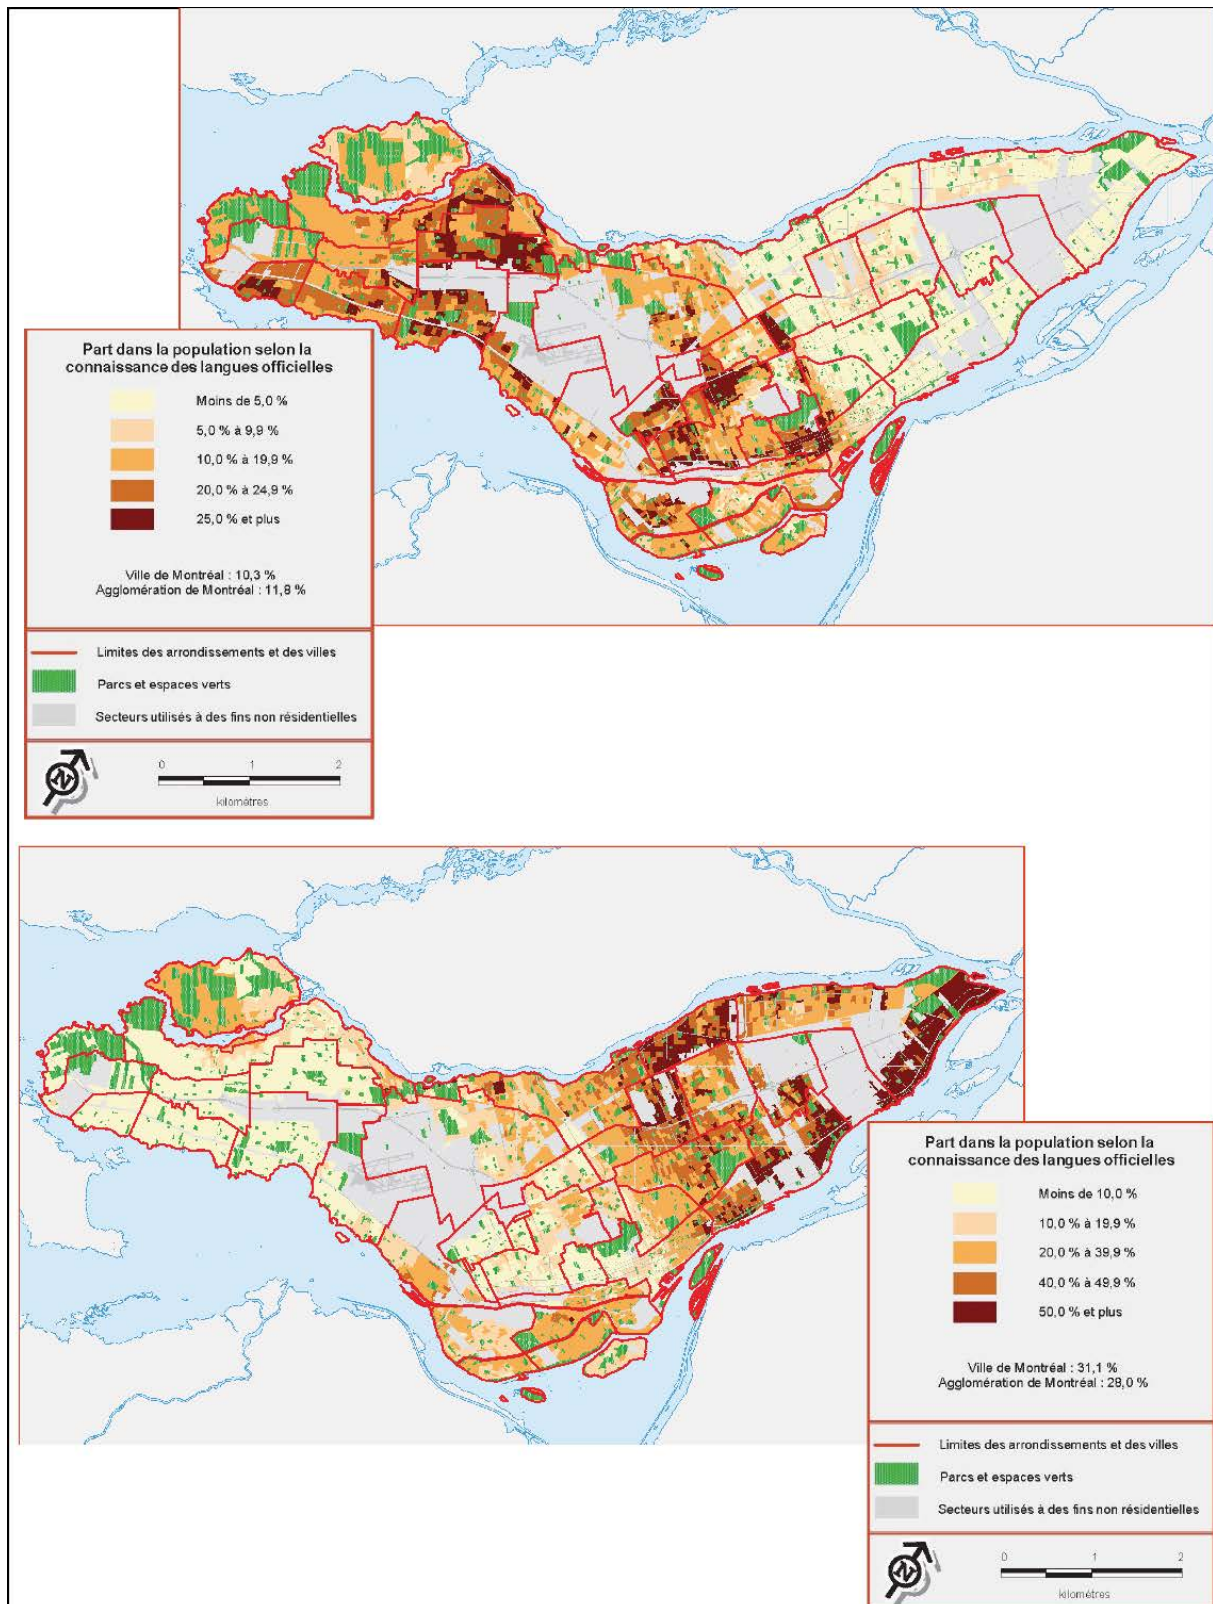 Part dans la population selon la
connaissance des langues officielles
Moins de 5,0 %
5,0 % à 9,9 %
10,0 % à 19,9 %
20,0 % à 24,9 %
25,0 % et plus
Ville de Montréal : 10,3 %
Agglomération de Montréal : 11,8 %
Limites des arrondissements et des villes
Parcs et espaces verts
Secteurs utilisés à des fins non résidentielles
N
0 1 2
kilomètres
Part dans la population selon la
connaissance des langues officielles
Moins de 10,0 %
10,0 % à 19,9 %
20,0 % à 39,9 %
40,0 % à 49,9 %
50,0 % et plus
Ville de Montréal : 31,1 %
Agglomération de Montréal : 28,0 %
Limites des arrondissements et des villes
Parcs et espaces verts
Secteurs utilisés à des fins non résidentielles
N
0 1 2
kilomètres